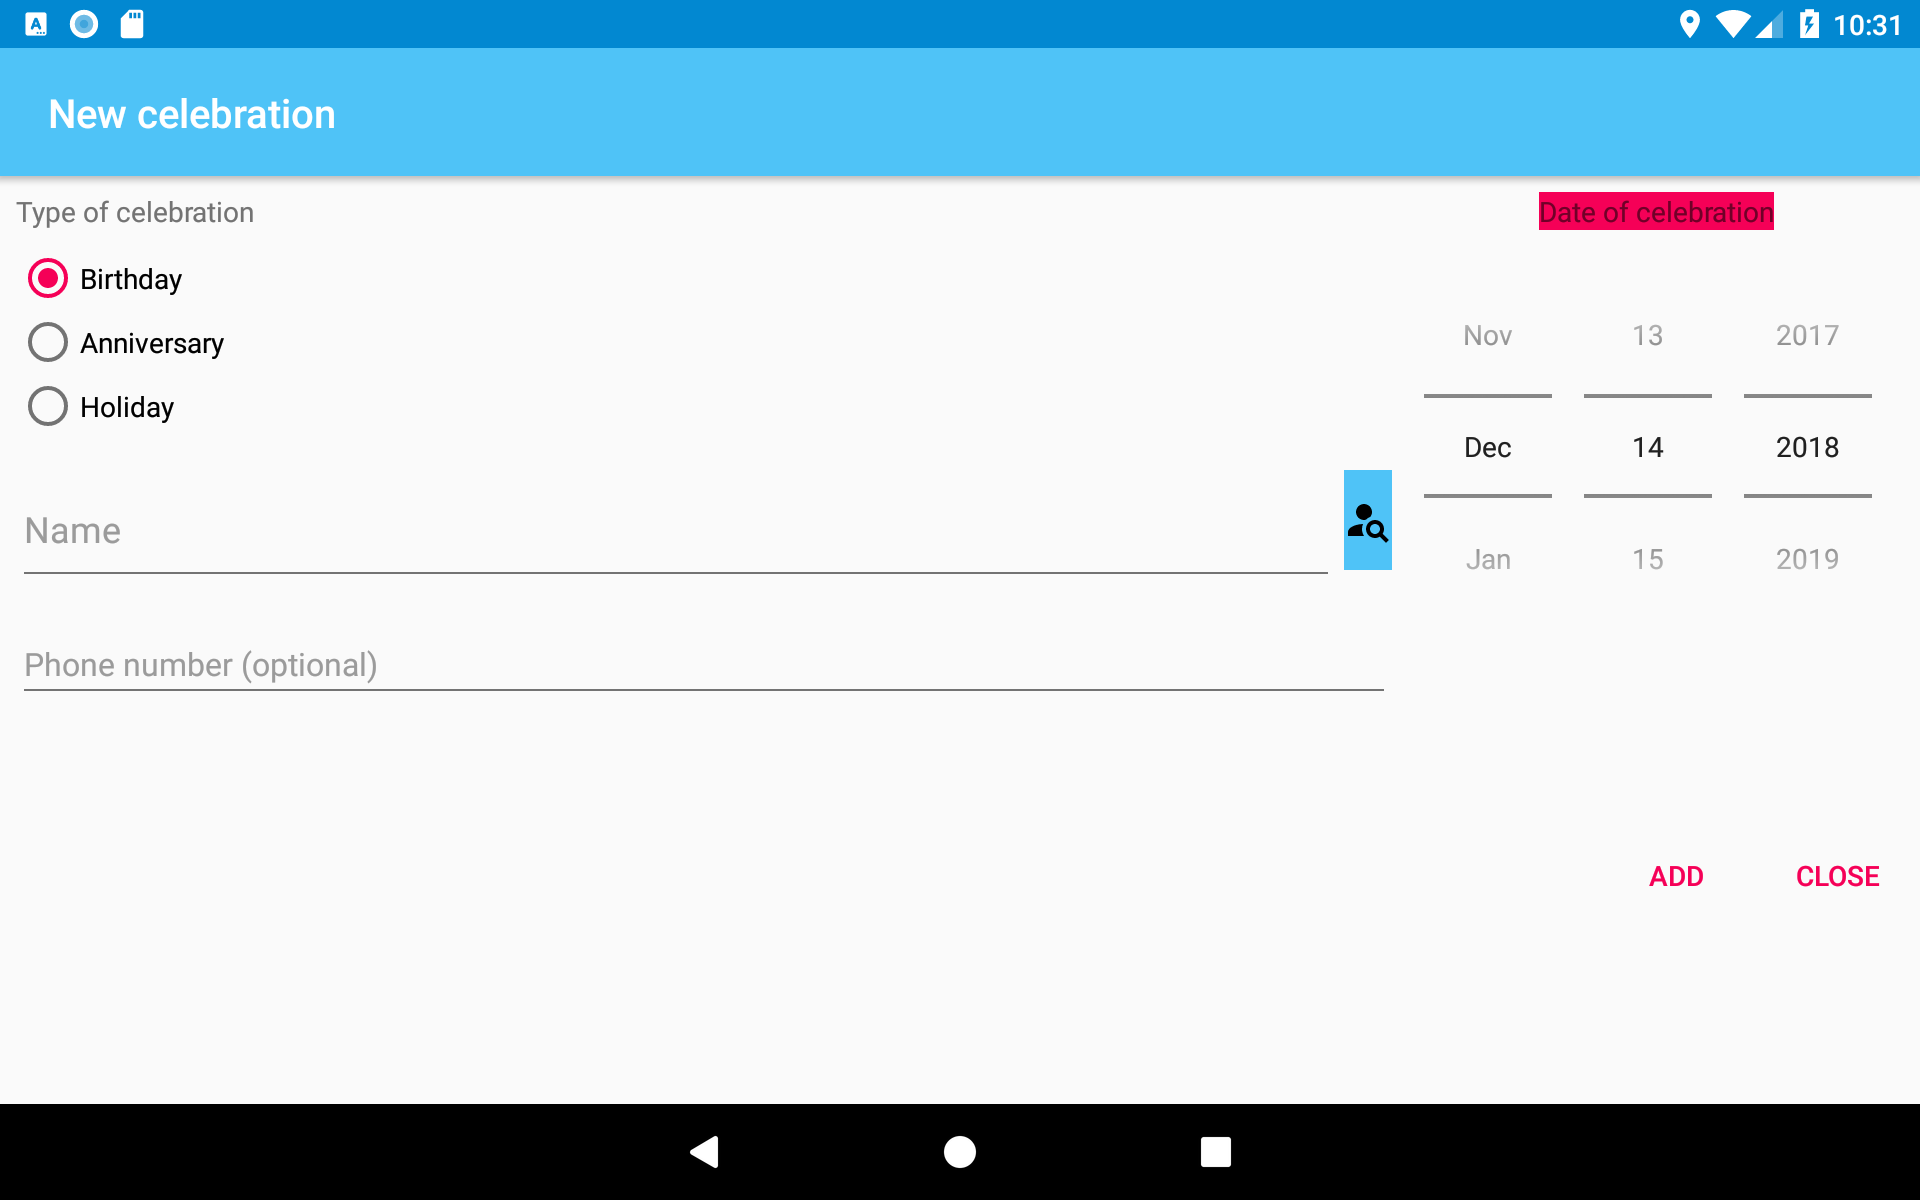 10:31
New celebration
Type of celebration
Birthday
Anniversary
Holiday
Name
Phone number (optional)
Date of celebration
Nov 13 2017
Dec 14 2018
Jan 15 2019
ADD CLOSE